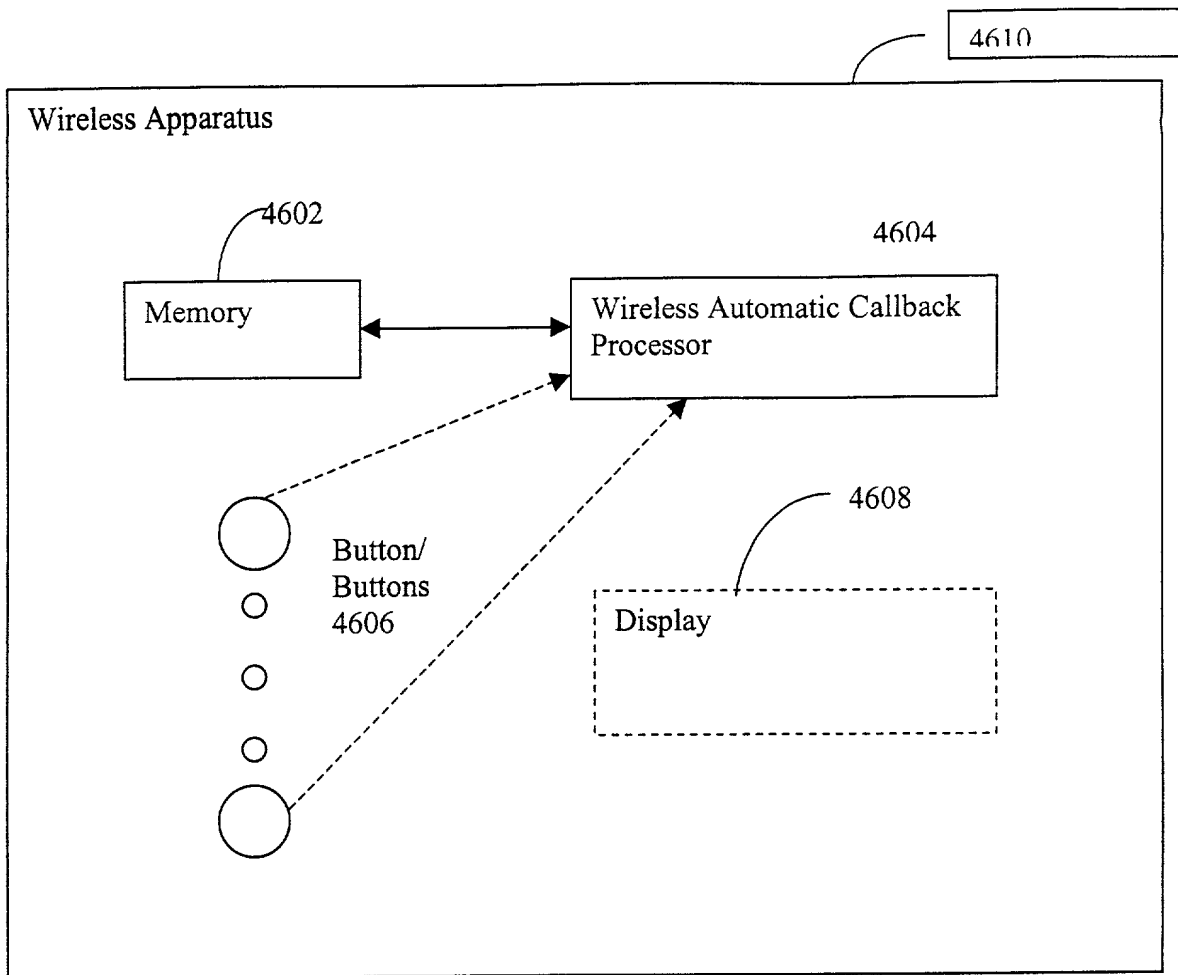 4610
Wireless Apparatus
4602
4604
Memory
Wireless Automatic Callback
Processor
4608
Button/
Buttons
4606
Display